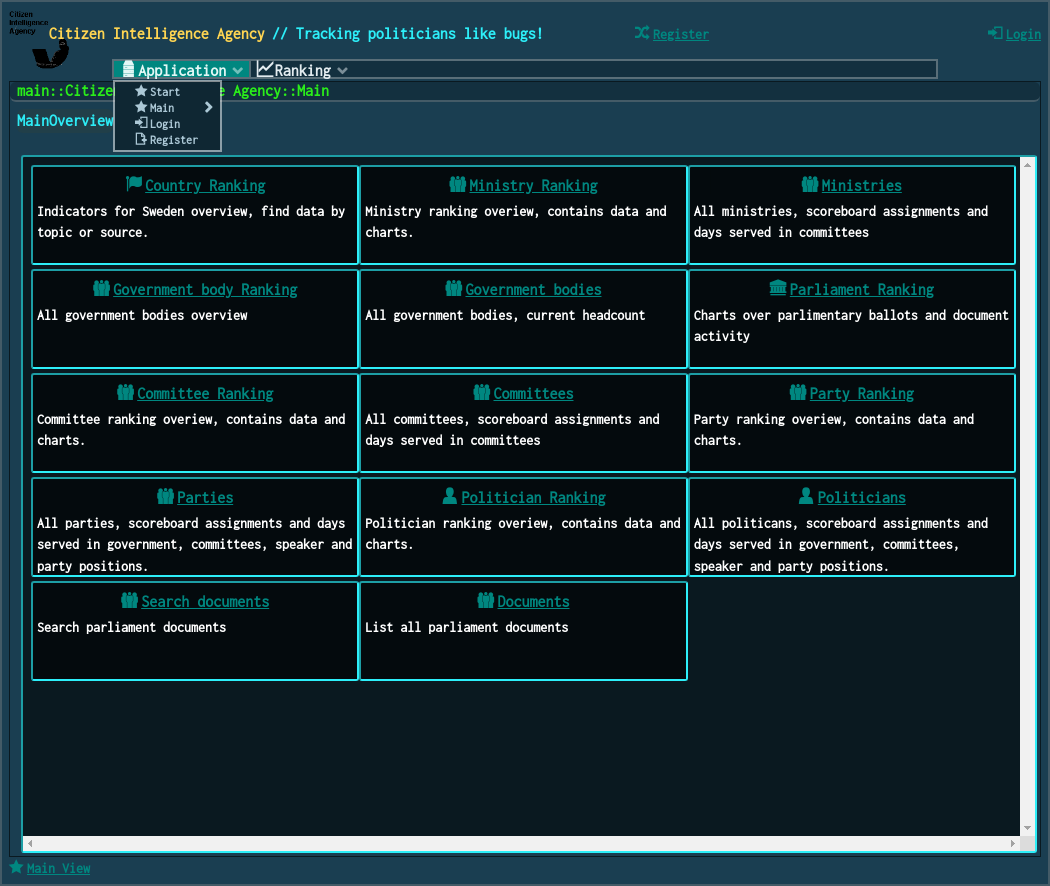 Citizen
Intelligence
Agency
Citizen Intelligence Agency // Tracking politicians like bugs!
Register
Login
Application
Ranking
main::Citize
e Agency::Main
Start
Main
Login
Register
MainOverview
Country Ranking
Indicators for Sweden overview, find data by
topic or source.
Ministry Ranking
Ministry ranking overiew, contains data and
charts.
Ministries
All ministries, scoreboard assignments and
days served in committees
Government body Ranking
All government bodies overview
Government bodies
All government bodies, current headcount
Parliament Ranking
Charts over parlimentary ballots and document
activity
Committee Ranking
Committee ranking overiew, contains data and
charts.
Committees
All committees, scoreboard assignments and
days served in committees
Party Ranking
Party ranking overiew, contains data and
charts.
Parties
All parties, scoreboard assignments and days
served in government, committees, speaker and
party positions.
Politician Ranking
Politician ranking overiew, contains data and
charts.
Politicians
All politicans, scoreboard assignments and
days served in government, committees,
speaker and party positions.
Search documents
Search parliament documents
Documents
List all parliament documents
Main View